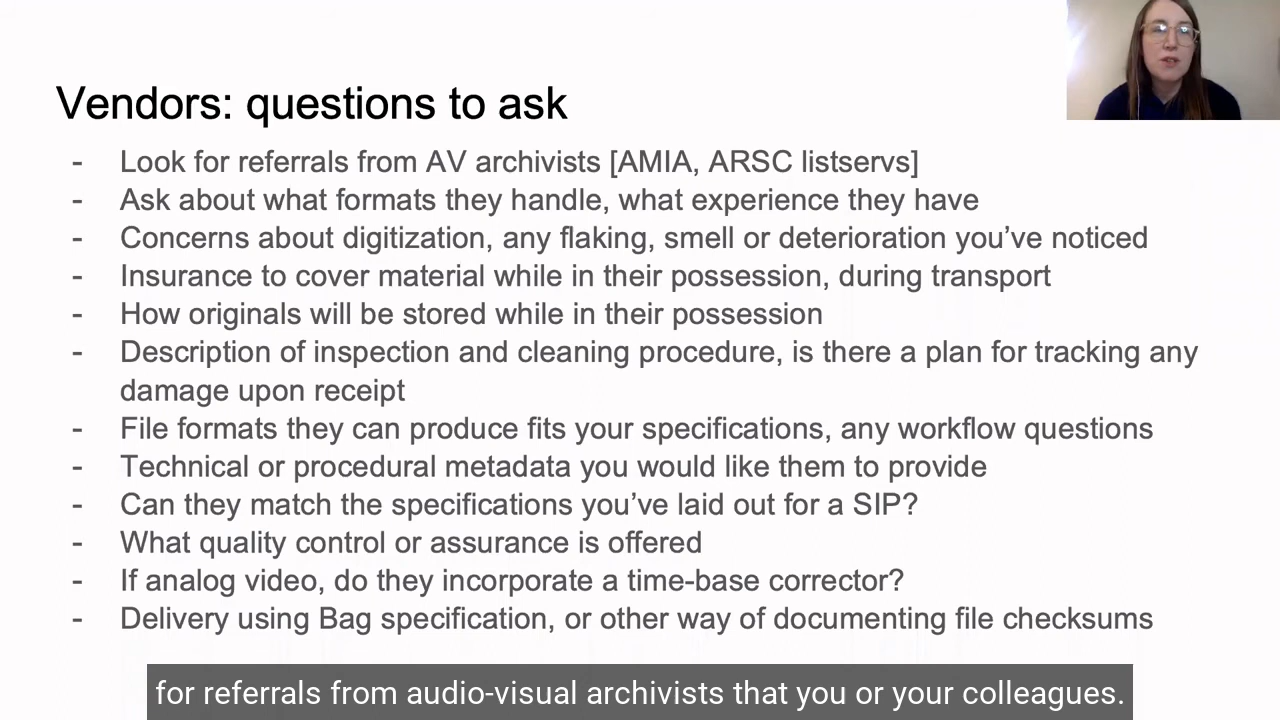 Vendors: questions to ask
- Look for referrals from AV archivists [AMIA, ARSC listservs]
- Ask about what formats they handle, what experience they have
- Concerns about digitization, any flaking, smell or deterioration you’ve noticed
- Insurance to cover material while in their possession, during transport
- How originals will be stored while in their possession
- Description of inspection and cleaning procedure, is there a plan for tracking any
damage upon receipt
- File formats they can produce fits your specifications, any workflow questions
- Technical or procedural metadata you would like them to provide
- Can they match the specifications you’ve laid out for a SIP?
- What quality control or assurance is offered
- If analog video, do they incorporate a time-base corrector?
- Delivery using Bag specification, or other way of documenting file checksums
for referrals from audio-visual archivists that you or your colleagues.